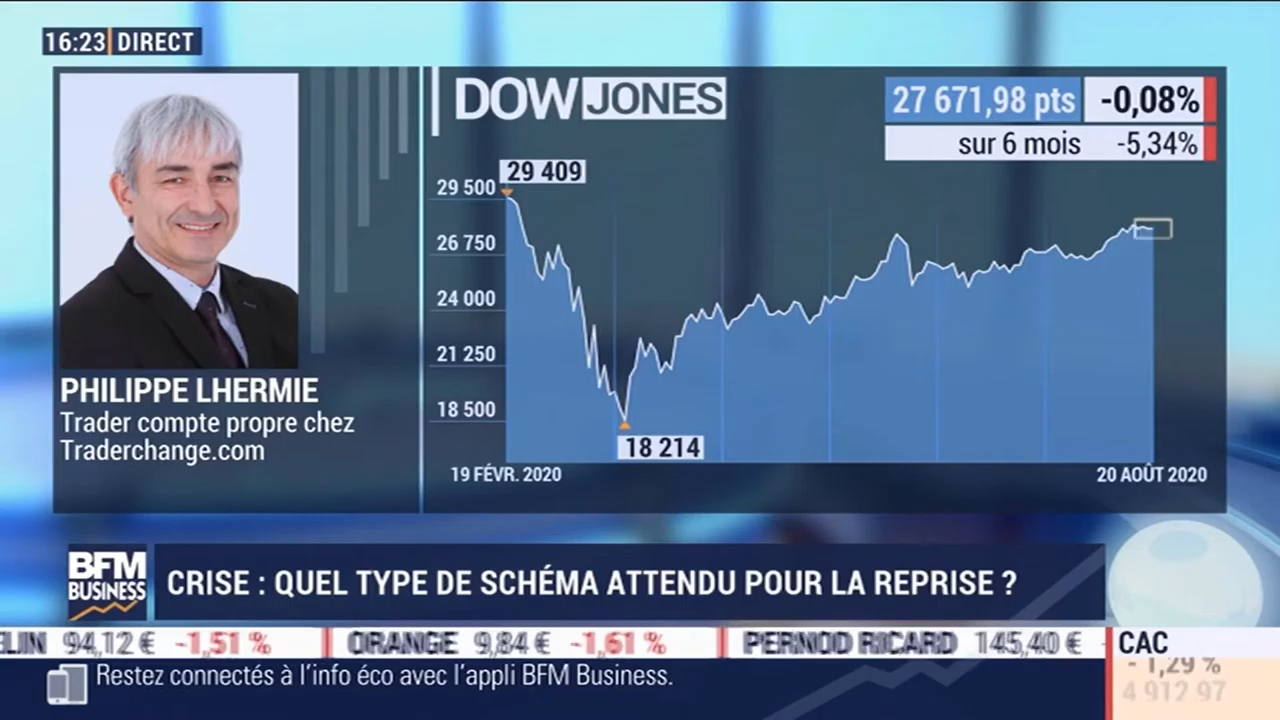 16:23 DIRECT
DOW JONES
27 671,98 pts -0,08%
sur 6 mois -5,34%
29 409
29 500
26 750
24 000
21 250
18 500
18 214
19 FÉVR. 2020
20 AOÛT 2020
PHILIPPE LHERMIE
Trader compte propre chez
Traderchange.com
BFM
BUSINESS
CRISE : QUEL TYPE DE SCHÉMA ATTENDU POUR LA REPRISE ?
ELIN 94,12 € -1,51 % ORANGE 9,84 € -1,61 % PERNOD RICARD 145,40 €
CAC
- 1,29 %
4 912 97
Restez connectés à l'info éco avec l'appli BFM Business.